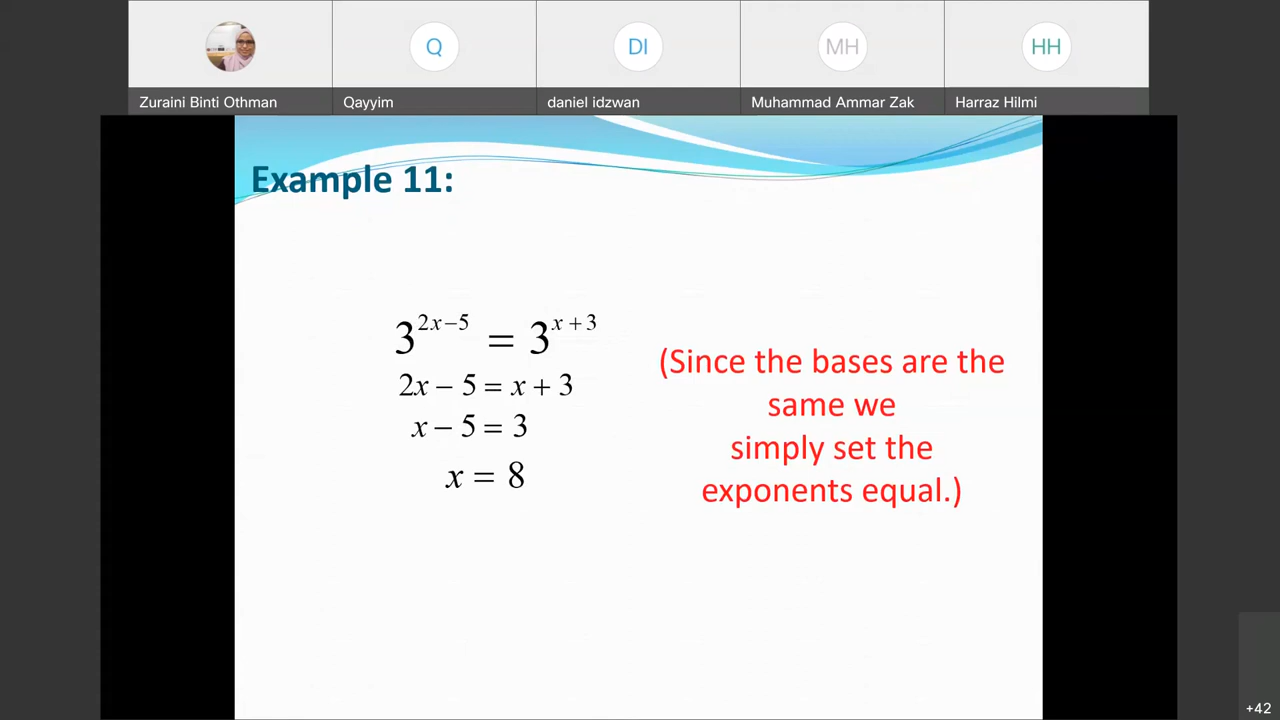 Q
DI
MH
HH
Zuraini Binti Othman
Qayyim
daniel idzwan
Muhammad Ammar Zak
Harraz Hilmi
Example 11:
3^{2x−5} = 3^{x+3}
2x − 5 = x + 3
x − 5 = 3
x = 8
(Since the bases are the
same we
simply set the
exponents equal.)
+42